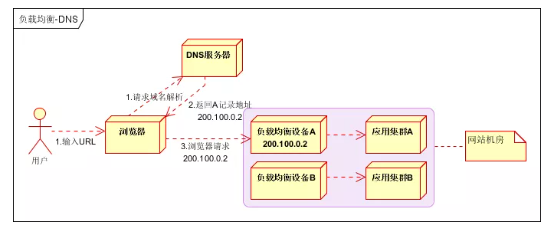 负载均衡-DNS
DNS服务器
1.请求域名解析
2.返回A记录地址
200.100.0.2
用户
1.输入URL
浏览器
3.浏览器请求
200.100.0.2
负载均衡设备A
200.100.0.2
应用集群A
负载均衡设备B
应用集群B
网站机房